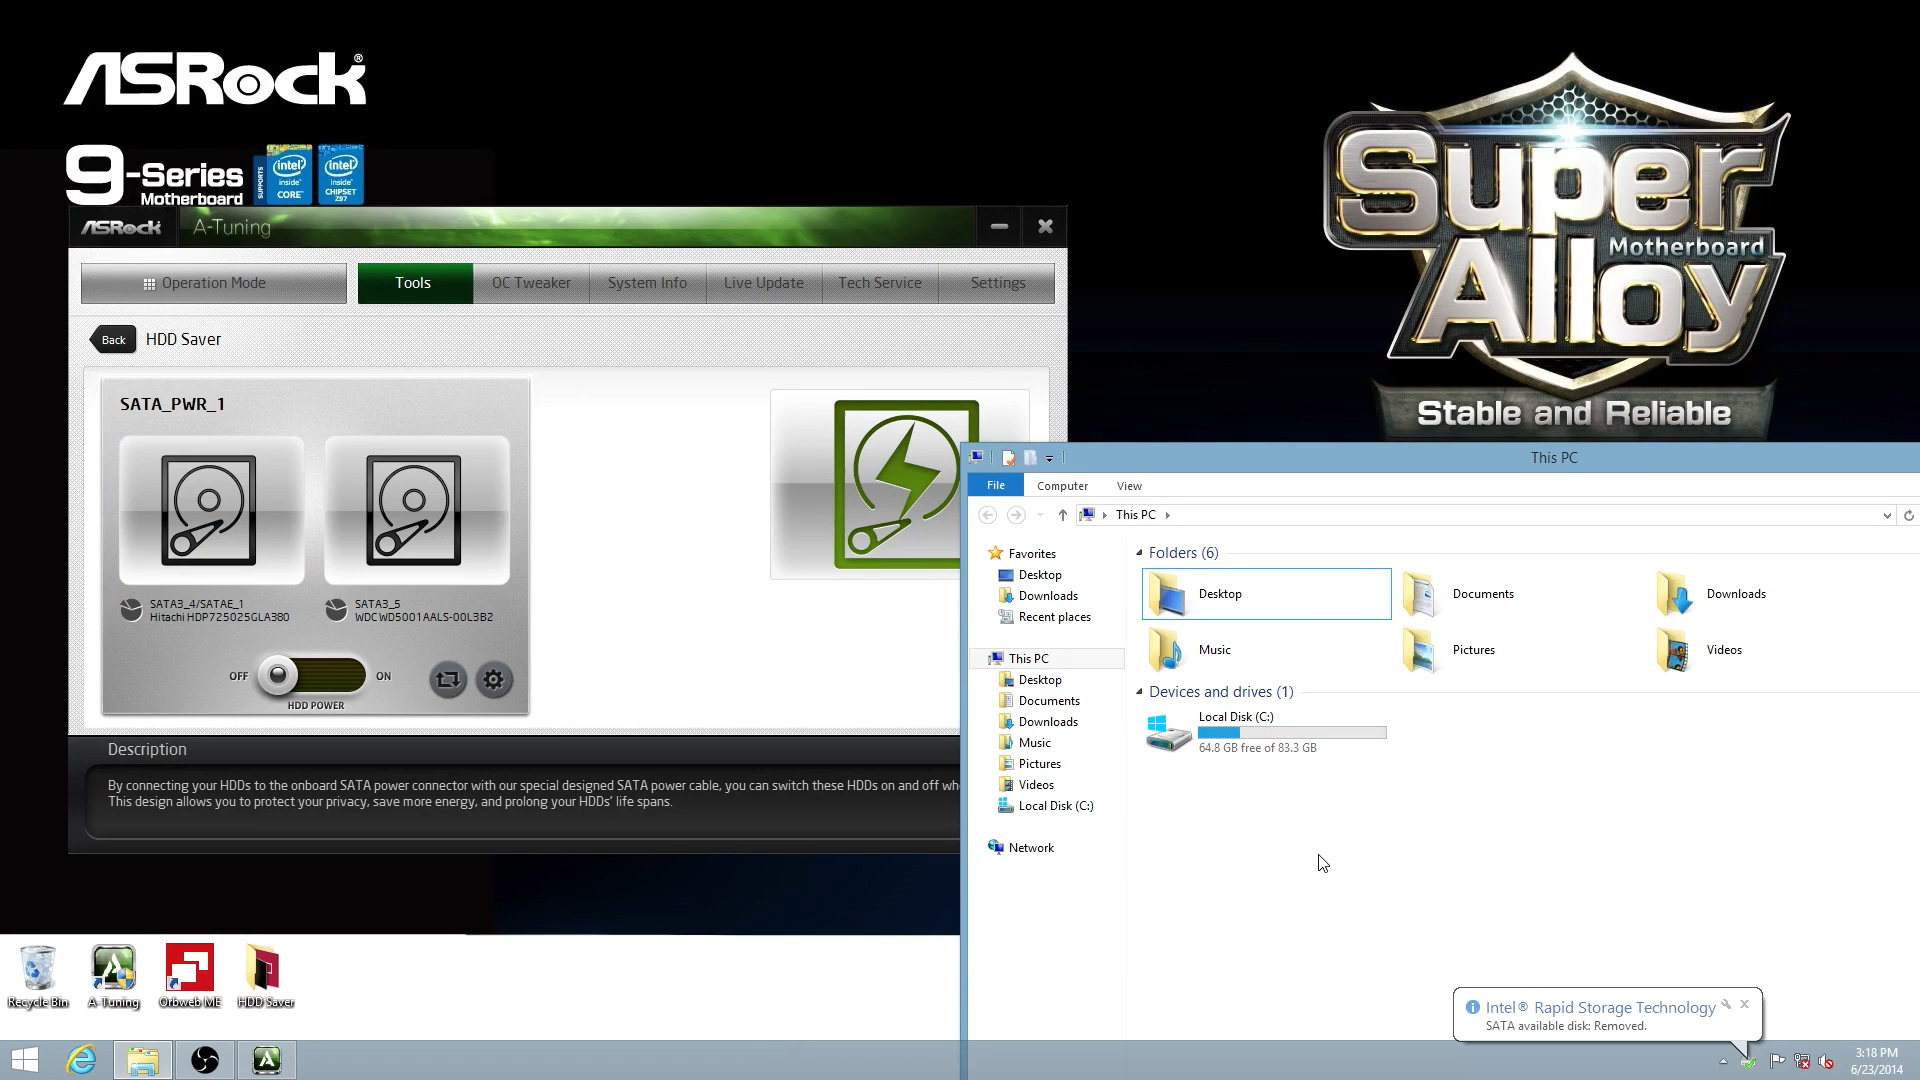 ASRock®
9-Series
Motherboard
SUPPORTS
intel inside™ CORE™
intel inside™ CHIPSET Z97
Super
Alloy
Motherboard
Stable and Reliable
ASRock
A-Tuning
Operation Mode
Tools
OC Tweaker
System Info
Live Update
Tech Service
Settings
Back
HDD Saver
SATA_PWR_1
SATA3_4/SATAE_1
Hitachi HDP725025GLA380
SATA3_5
WDC WD5001AALS-00L3B2
OFF
ON
HDD POWER
Description
By connecting your HDDs to the onboard SATA power connector with our special designed SATA power cable, you can switch these HDDs on and off wh
This design allows you to protect your privacy, save more energy, and prolong your HDDs' life spans.
This PC
File
Computer
View
This PC
Favorites
Desktop
Downloads
Recent places
This PC
Desktop
Documents
Downloads
Music
Pictures
Videos
Local Disk (C:)
Network
Folders (6)
Desktop
Documents
Downloads
Music
Pictures
Videos
Devices and drives (1)
Local Disk (C:)
64.8 GB free of 83.3 GB
Recycle Bin
A-Tuning
Orbweb ME
HDD Saver
Intel® Rapid Storage Technology
SATA available disk: Removed.
3:18 PM
6/23/2014